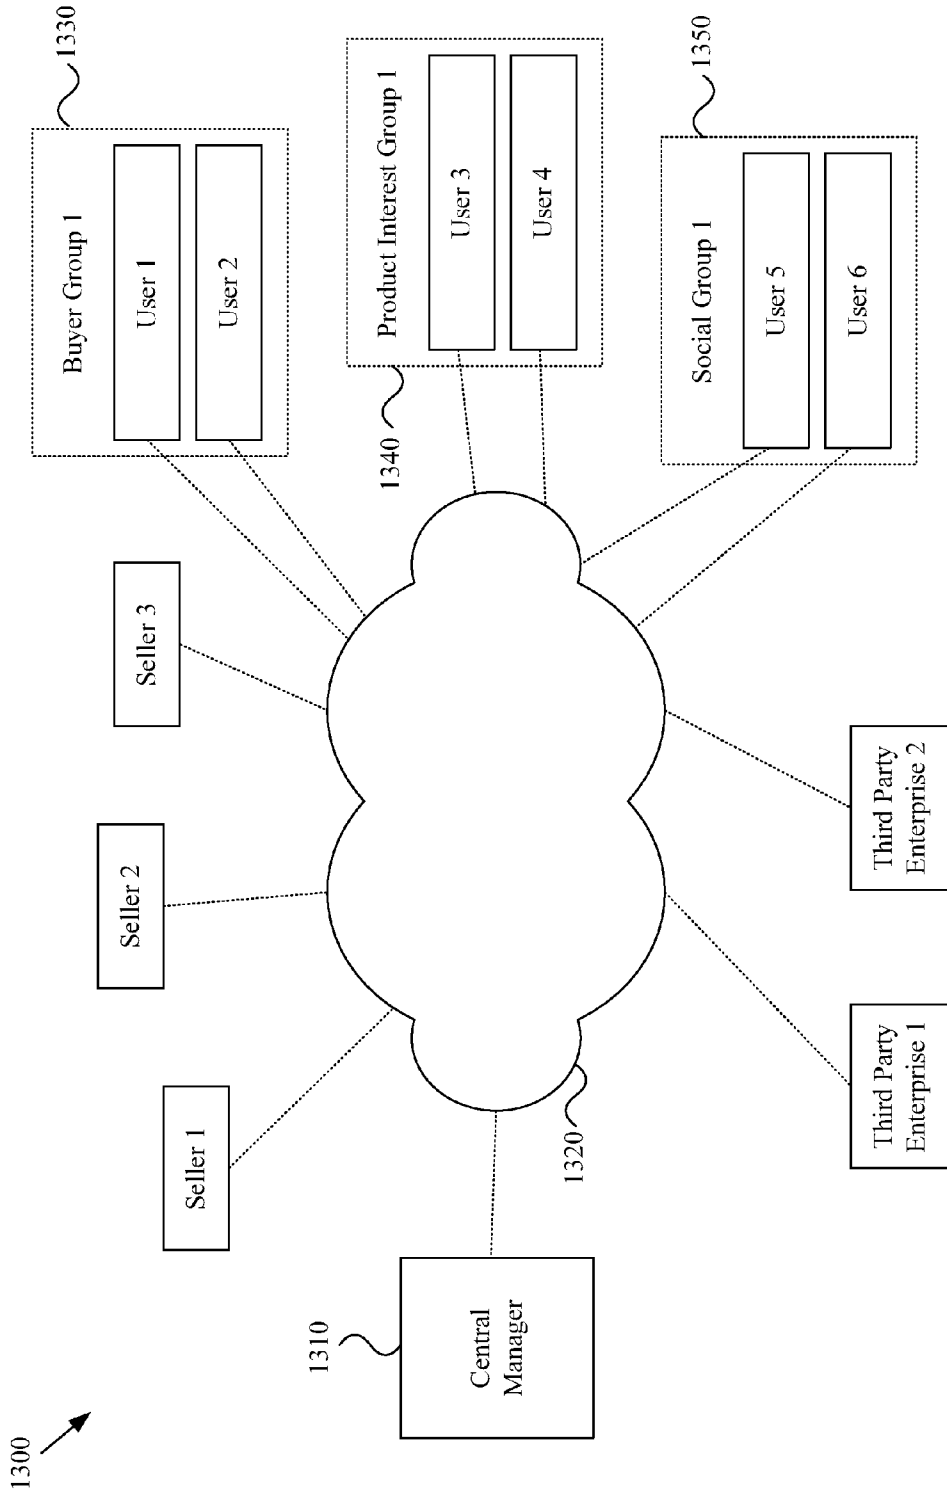 1300
1310
Central
Manager
Seller 1
Seller 2
Seller 3
1320
1330
Buyer Group 1
User 1
User 2
1340
Product Interest Group 1
User 3
User 4
1350
Social Group 1
User 5
User 6
Third Party
Enterprise 1
Third Party
Enterprise 2